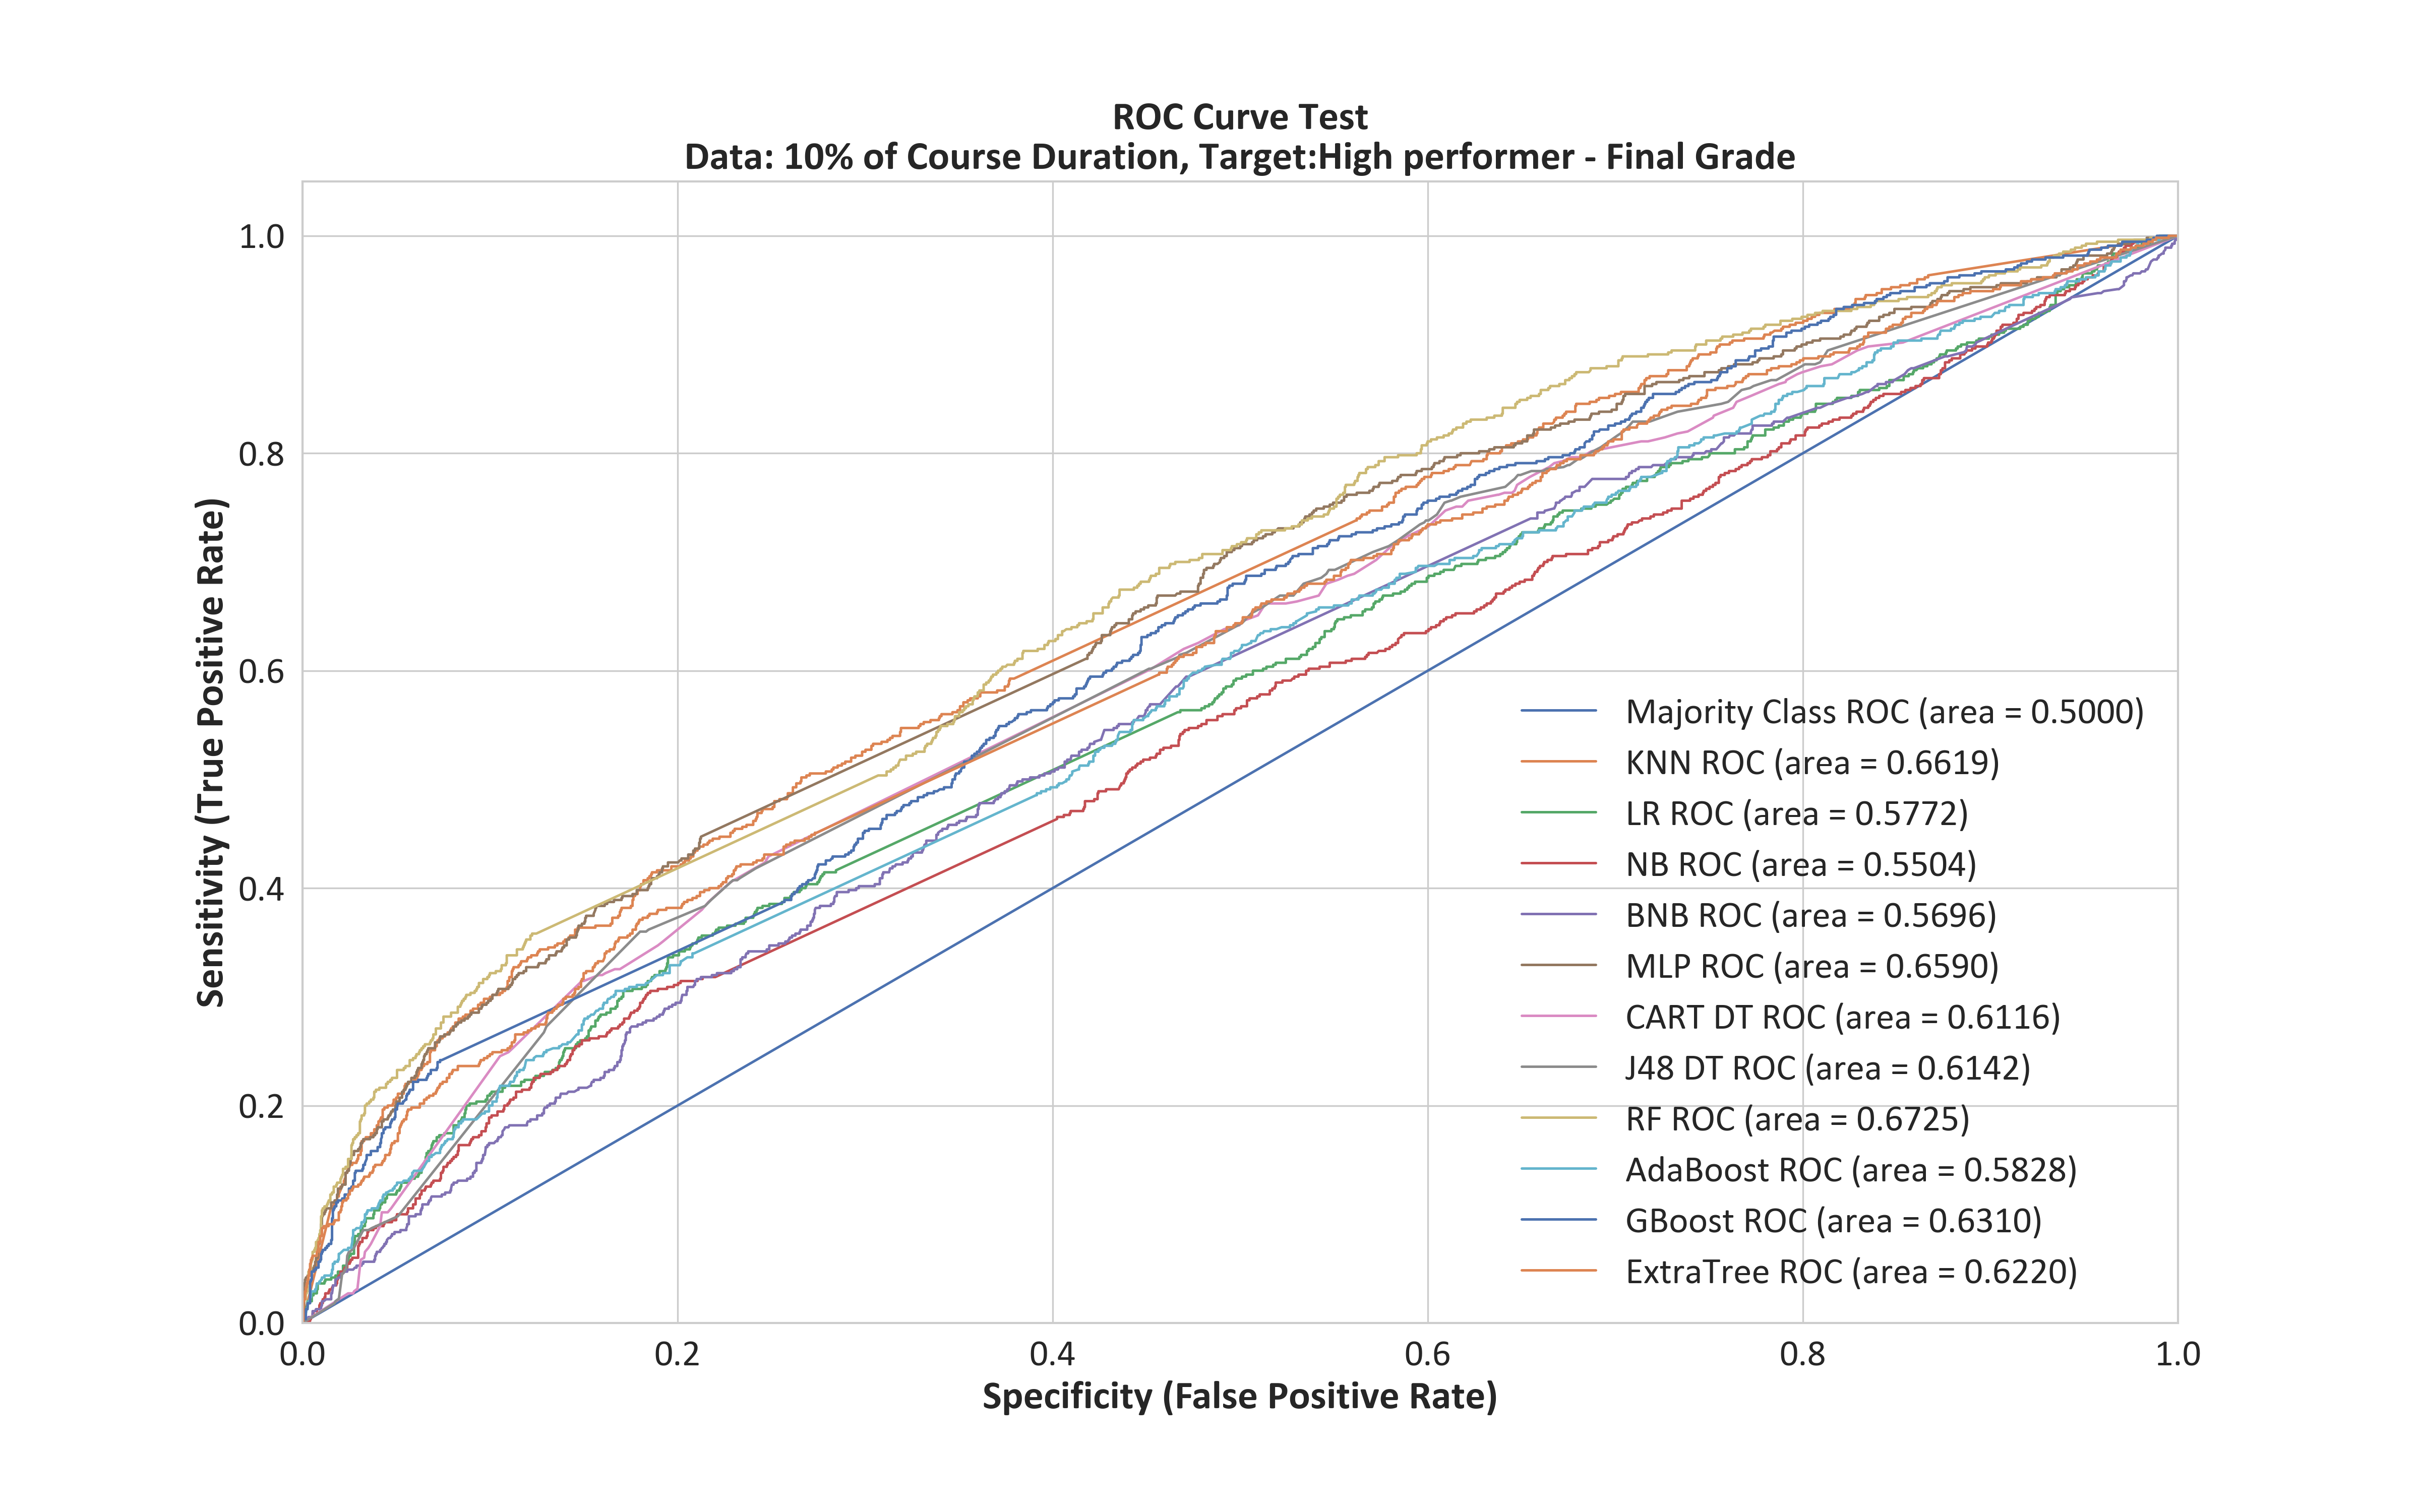 ROC Curve Test
Data: 10% of Course Duration, Target:High performer - Final Grade
Sensitivity (True Positive Rate)
1.0
0.8
0.6
0.4
0.2
0.0
Majority Class ROC (area = 0.5000)
KNN ROC (area = 0.6619)
LR ROC (area = 0.5772)
NB ROC (area = 0.5504)
BNB ROC (area = 0.5696)
MLP ROC (area = 0.6590)
CART DT ROC (area = 0.6116)
J48 DT ROC (area = 0.6142)
RF ROC (area = 0.6725)
AdaBoost ROC (area = 0.5828)
GBoost ROC (area = 0.6310)
ExtraTree ROC (area = 0.6220)
0.0 0.2 0.4 0.6 0.8 1.0
Specificity (False Positive Rate)